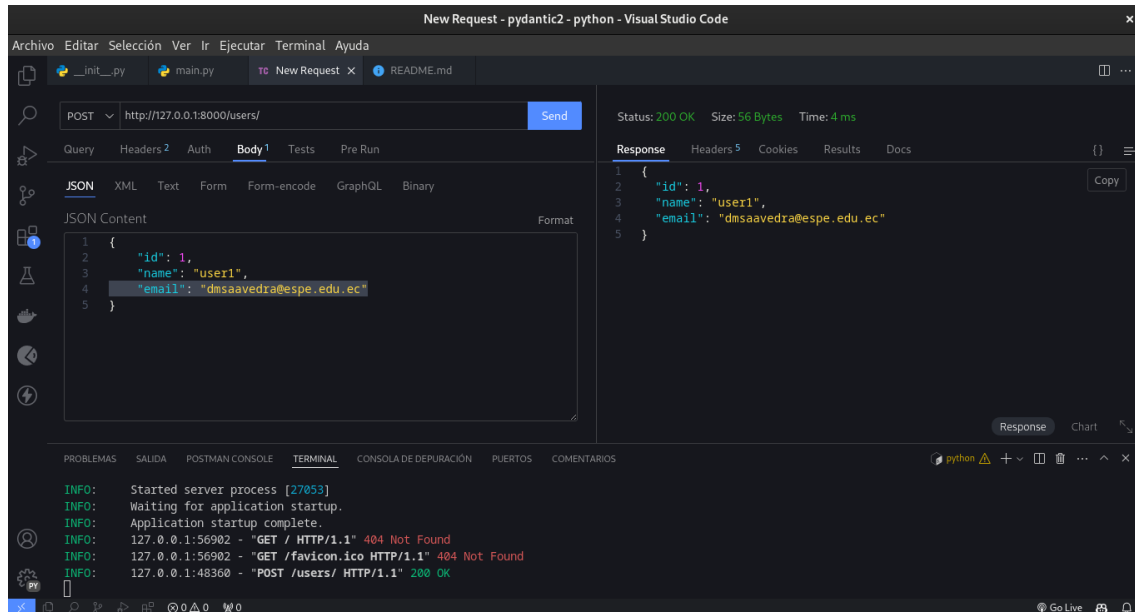 New Request - pydantic2 - python - Visual Studio Code ×
Archivo Editar Selección Ver Ir Ejecutar Terminal Ayuda
__init__.py main.py TC New Request × README.md
POST http://127.0.0.1:8000/users/ Send
Status: 200 OK Size: 56 Bytes Time: 4 ms
Query Headers 2 Auth Body 1 Tests Pre Run
Response Headers 5 Cookies Results Docs {}
JSON XML Text Form Form-encode GraphQL Binary
JSON Content Format
1 {
2 "id": 1,
3 "name": "user1",
4 "email": "dmsaavedra@espe.edu.ec"
5 }
1 {
2 "id": 1,
3 "name": "user1",
4 "email": "dmsaavedra@espe.edu.ec"
5 }
Copy
Response Chart
1
PROBLEMAS SALIDA POSTMAN CONSOLE TERMINAL CONSOLA DE DEPURACIÓN PUERTOS COMENTARIOS python
INFO: Started server process [27053]
INFO: Waiting for application startup.
INFO: Application startup complete.
INFO: 127.0.0.1:56902 - "GET / HTTP/1.1" 404 Not Found
INFO: 127.0.0.1:56902 - "GET /favicon.ico HTTP/1.1" 404 Not Found
INFO: 127.0.0.1:48360 - "POST /users/ HTTP/1.1" 200 OK
PY
0 0 0 Go Live